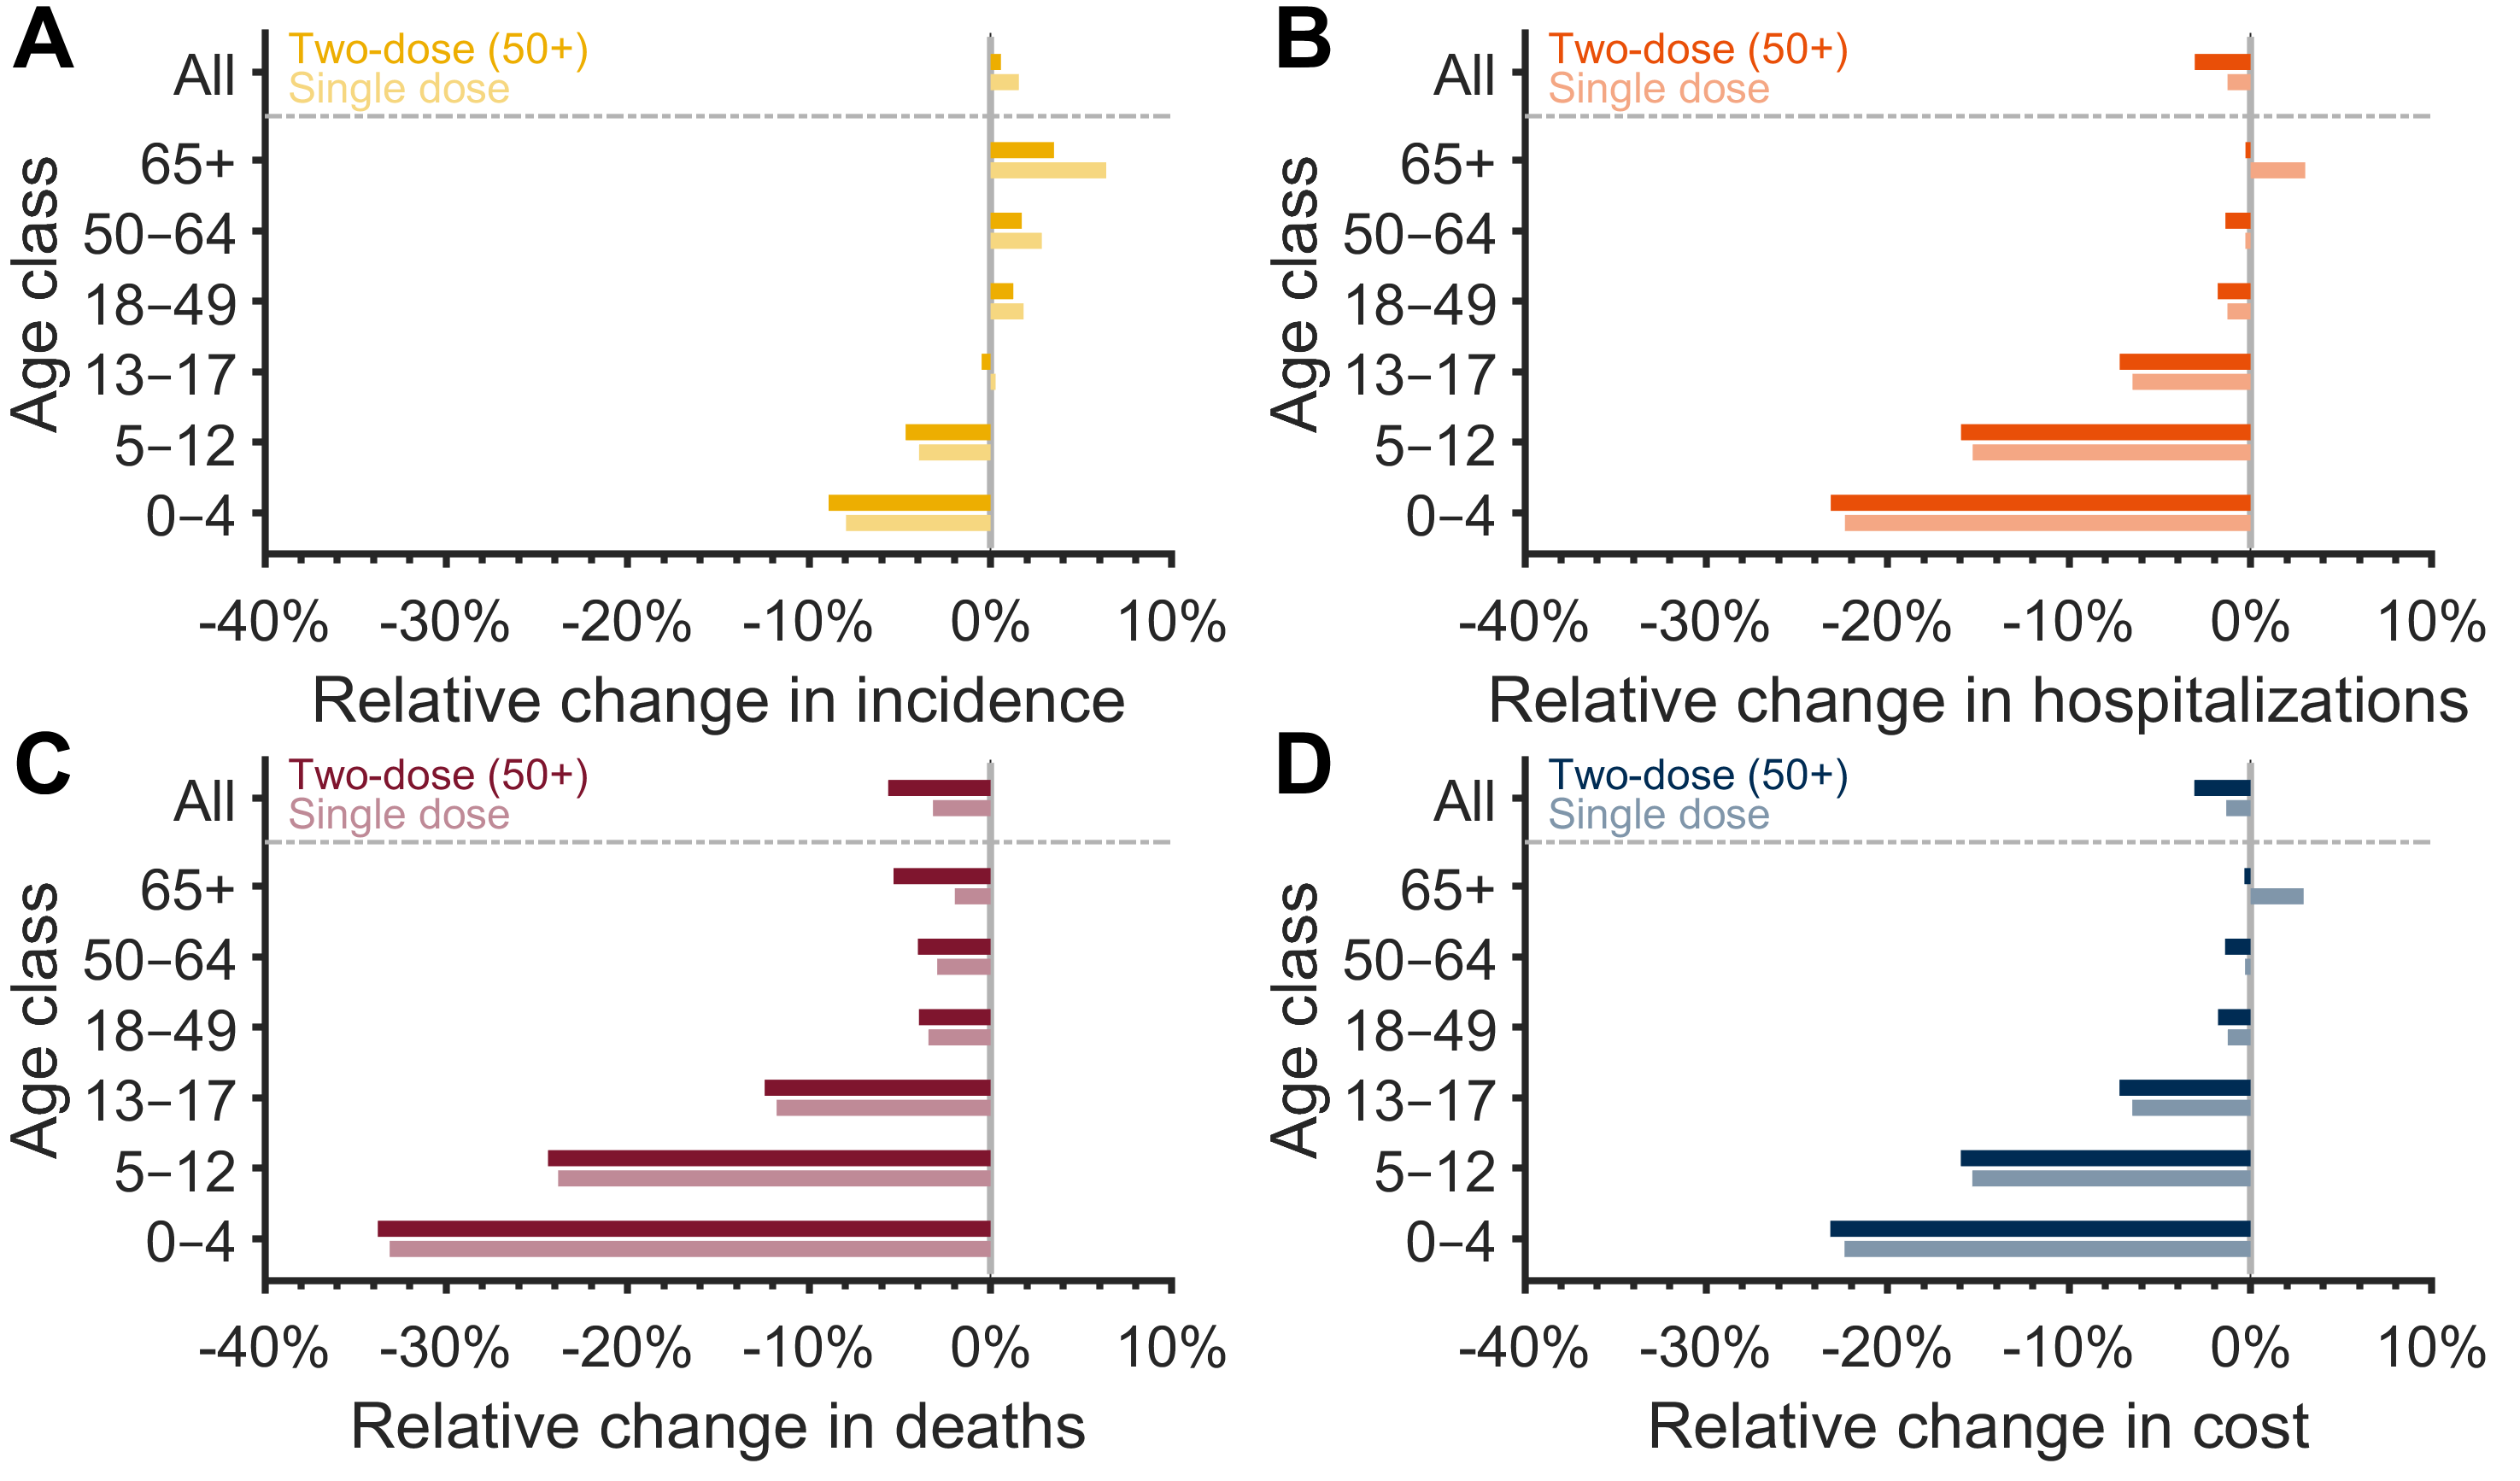 A
Two-dose (50+)
Single dose
All
65+
50–64
18–49
13–17
5–12
0–4
Age class
-40% -30% -20% -10% 0% 10%
Relative change in incidence
B
Two-dose (50+)
Single dose
All
65+
50–64
18–49
13–17
5–12
0–4
Age class
-40% -30% -20% -10% 0% 10%
Relative change in hospitalizations
C
Two-dose (50+)
Single dose
All
65+
50–64
18–49
13–17
5–12
0–4
Age class
-40% -30% -20% -10% 0% 10%
Relative change in deaths
D
Two-dose (50+)
Single dose
All
65+
50–64
18–49
13–17
5–12
0–4
Age class
-40% -30% -20% -10% 0% 10%
Relative change in cost